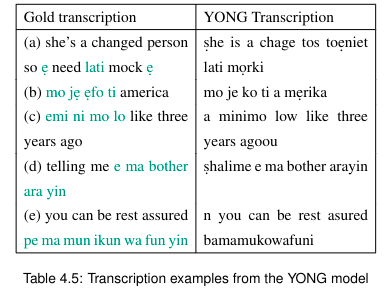 Gold transcription YONG Transcription
(a) she's a changed person ṣhe is a chage tos toẹniet
so ẹ need lati mock ẹ lati mọrki
(b) mo jẹ ẹfo ti america mo je ko ti a mẹrika
(c) emi ni mo lo like three a minimo low like three
years ago years agoou
(d) telling me e ma bother ṣhalime e ma bother arayin
ara yin
(e) you can be rest assured n you can be rest asured
pe ma mun ikun wa fun yin bamamukowafuni
Table 4.5: Transcription examples from the YONG model